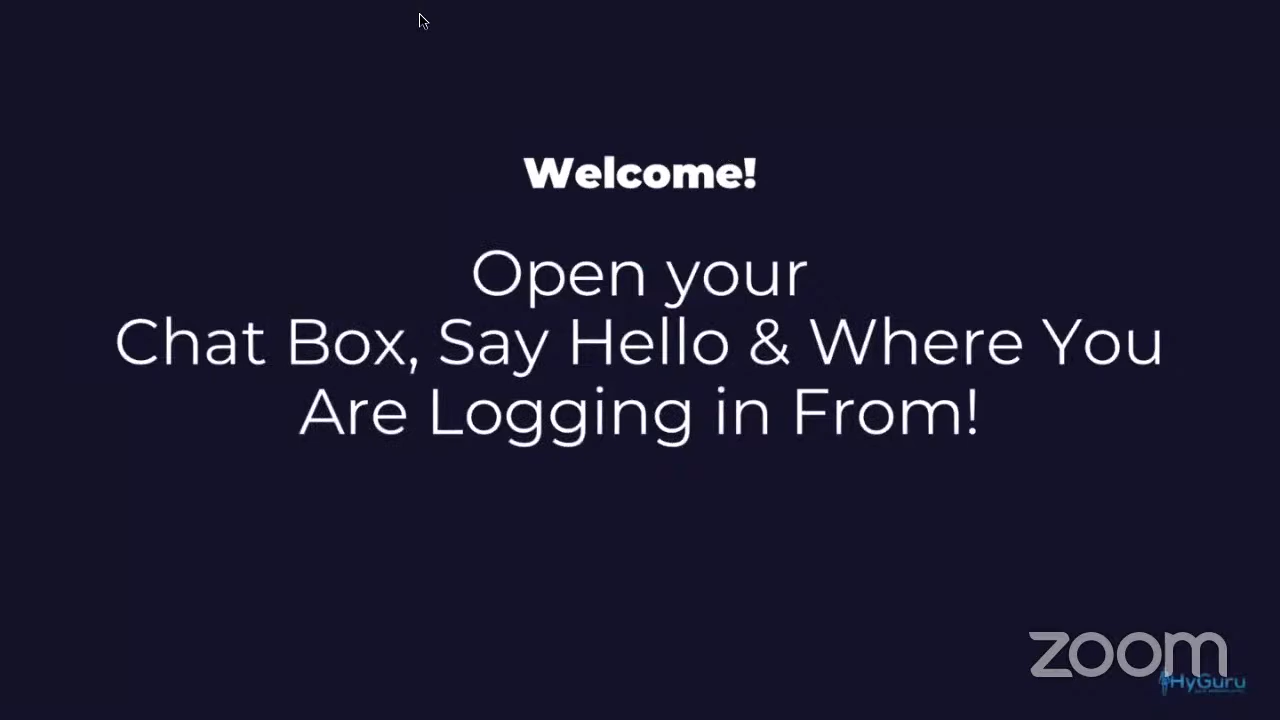 Welcome!
Open your
Chat Box, Say Hello & Where You
Are Logging in From!
zoom
HyGuru